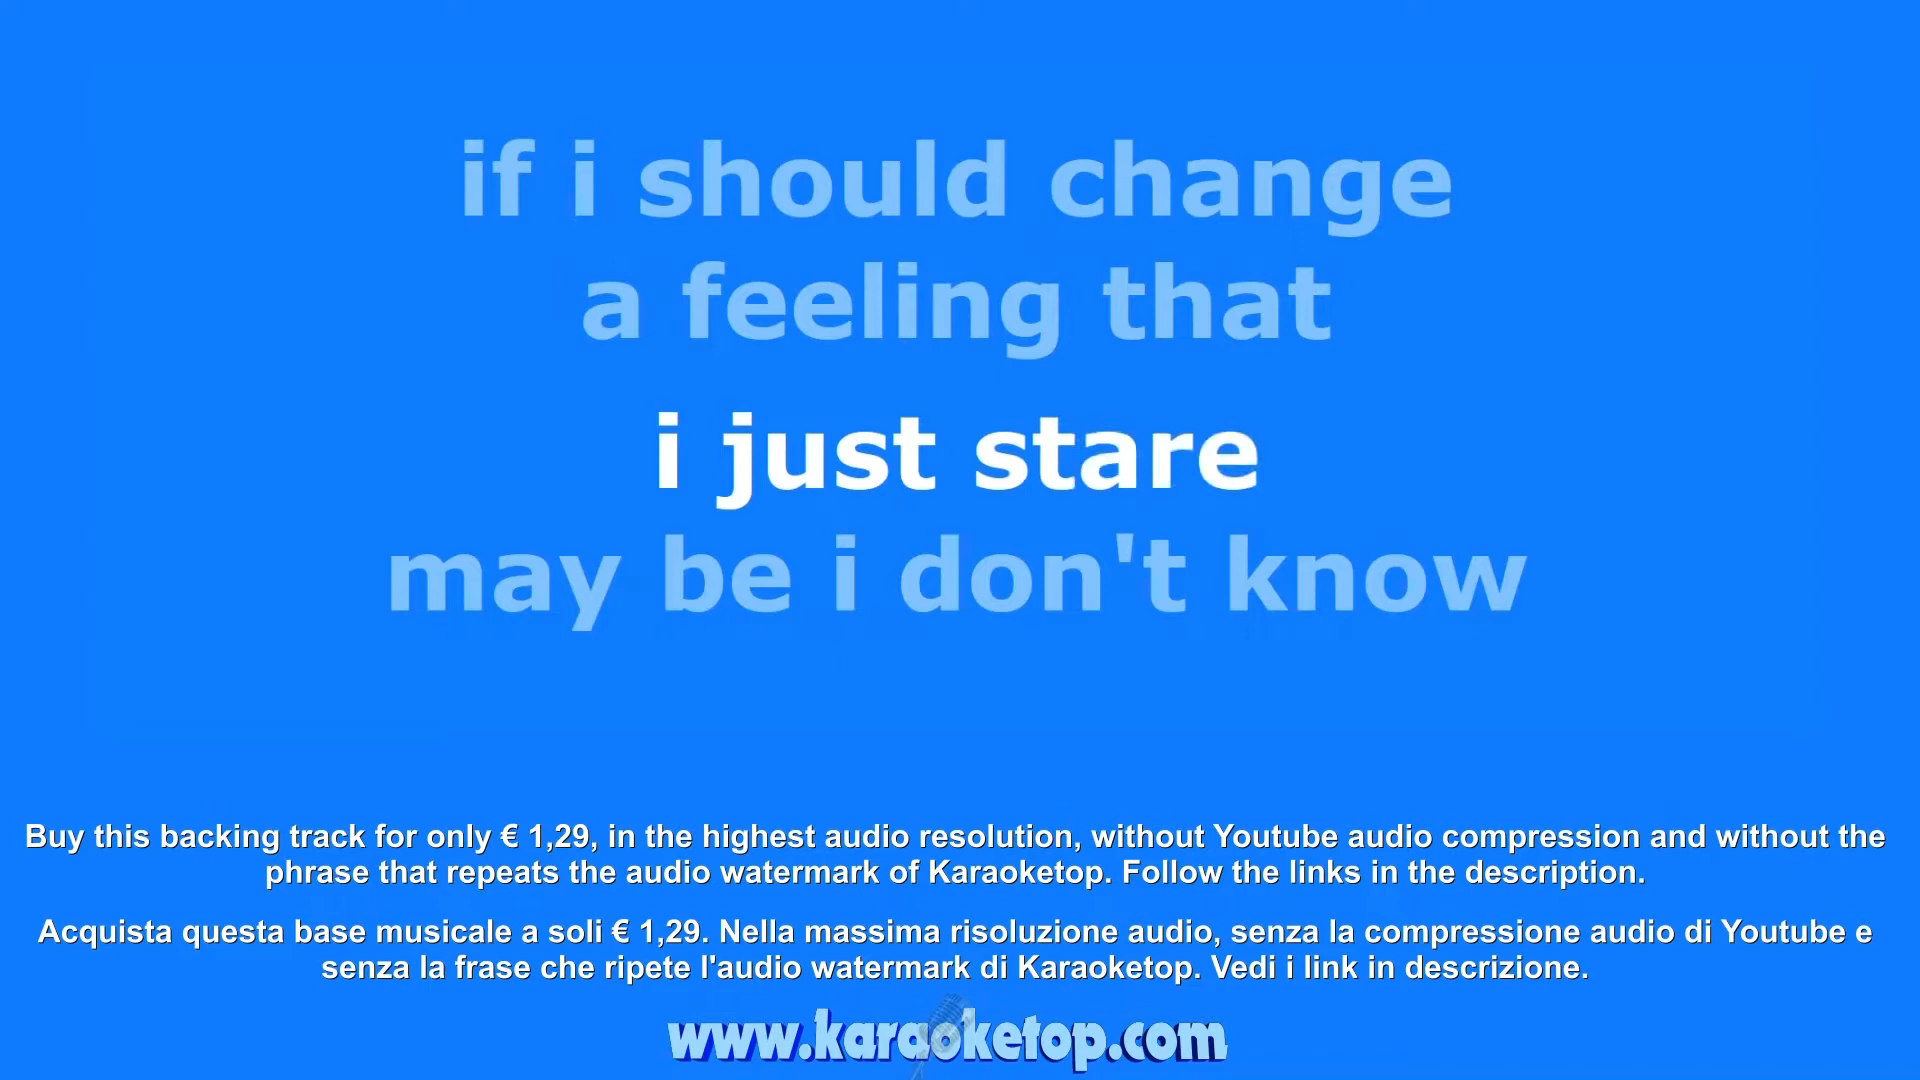 if i should change
a feeling that
i just stare
may be i don't know
Buy this backing track for only € 1,29, in the highest audio resolution, without Youtube audio compression and without the
phrase that repeats the audio watermark of Karaoketop. Follow the links in the description.
Acquista questa base musicale a soli € 1,29. Nella massima risoluzione audio, senza la compressione audio di Youtube e
senza la frase che ripete l'audio watermark di Karaoketop. Vedi i link in descrizione.
www.karaoketop.com